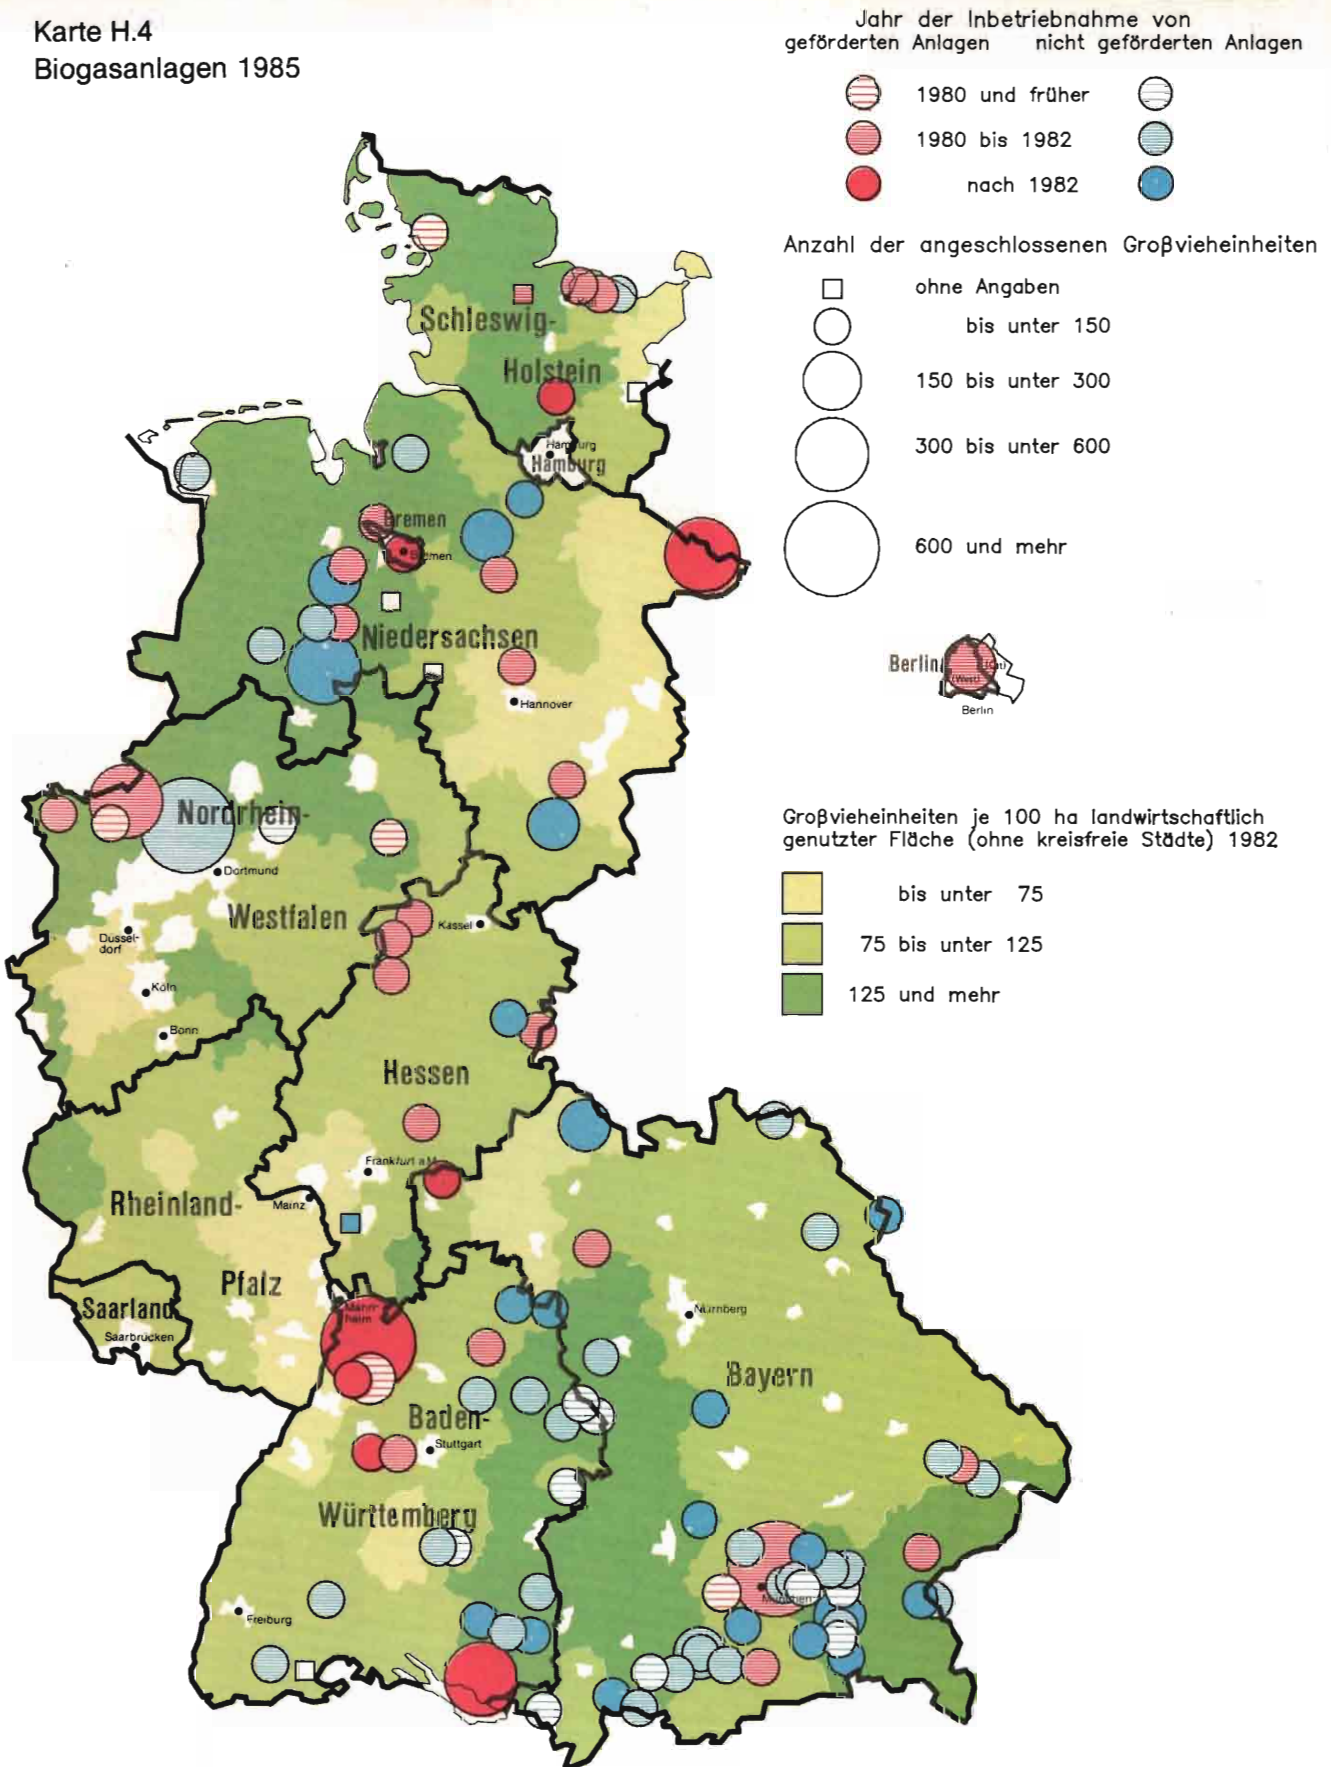 Karte H.4
Biogasanlagen 1985
Jahr der Inbetriebnahme von
geförderten Anlagen nicht geförderten Anlagen
1980 und früher
1980 bis 1982
nach 1982
Anzahl der angeschlossenen Großvieheinheiten
ohne Angaben
bis unter 150
150 bis unter 300
300 bis unter 600
600 und mehr
Schleswig-
Holstein
Hamburg
Hamburg
Bremen
Bremen
Niedersachsen
Hannover
Berlin
(West)
(Ost)
Berlin
Nordrhein-
Dortmund
Westfalen
Kassel
Düssel-
dorf
Köln
Bonn
Großvieheinheiten je 100 ha landwirtschaftlich
genutzter Fläche (ohne kreisfreie Städte) 1982
bis unter 75
75 bis unter 125
125 und mehr
Hessen
Frankfurt a.M.
Rheinland-
Mainz
Pfalz
Saarland
Saarbrücken
Mann-
heim
Nürnberg
Bayern
Baden-
Stuttgart
Württemberg
München
Freiburg